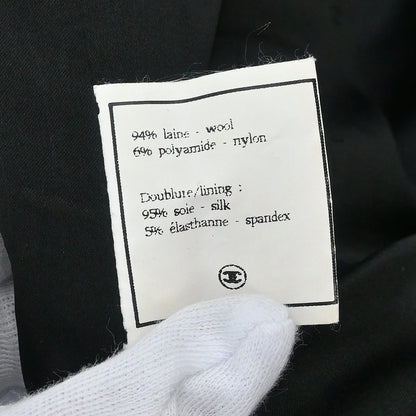 94% laine - wool
6% polyamide - nylon
Doublure/lining :
95% soie - silk
5% élasthanne - spandex